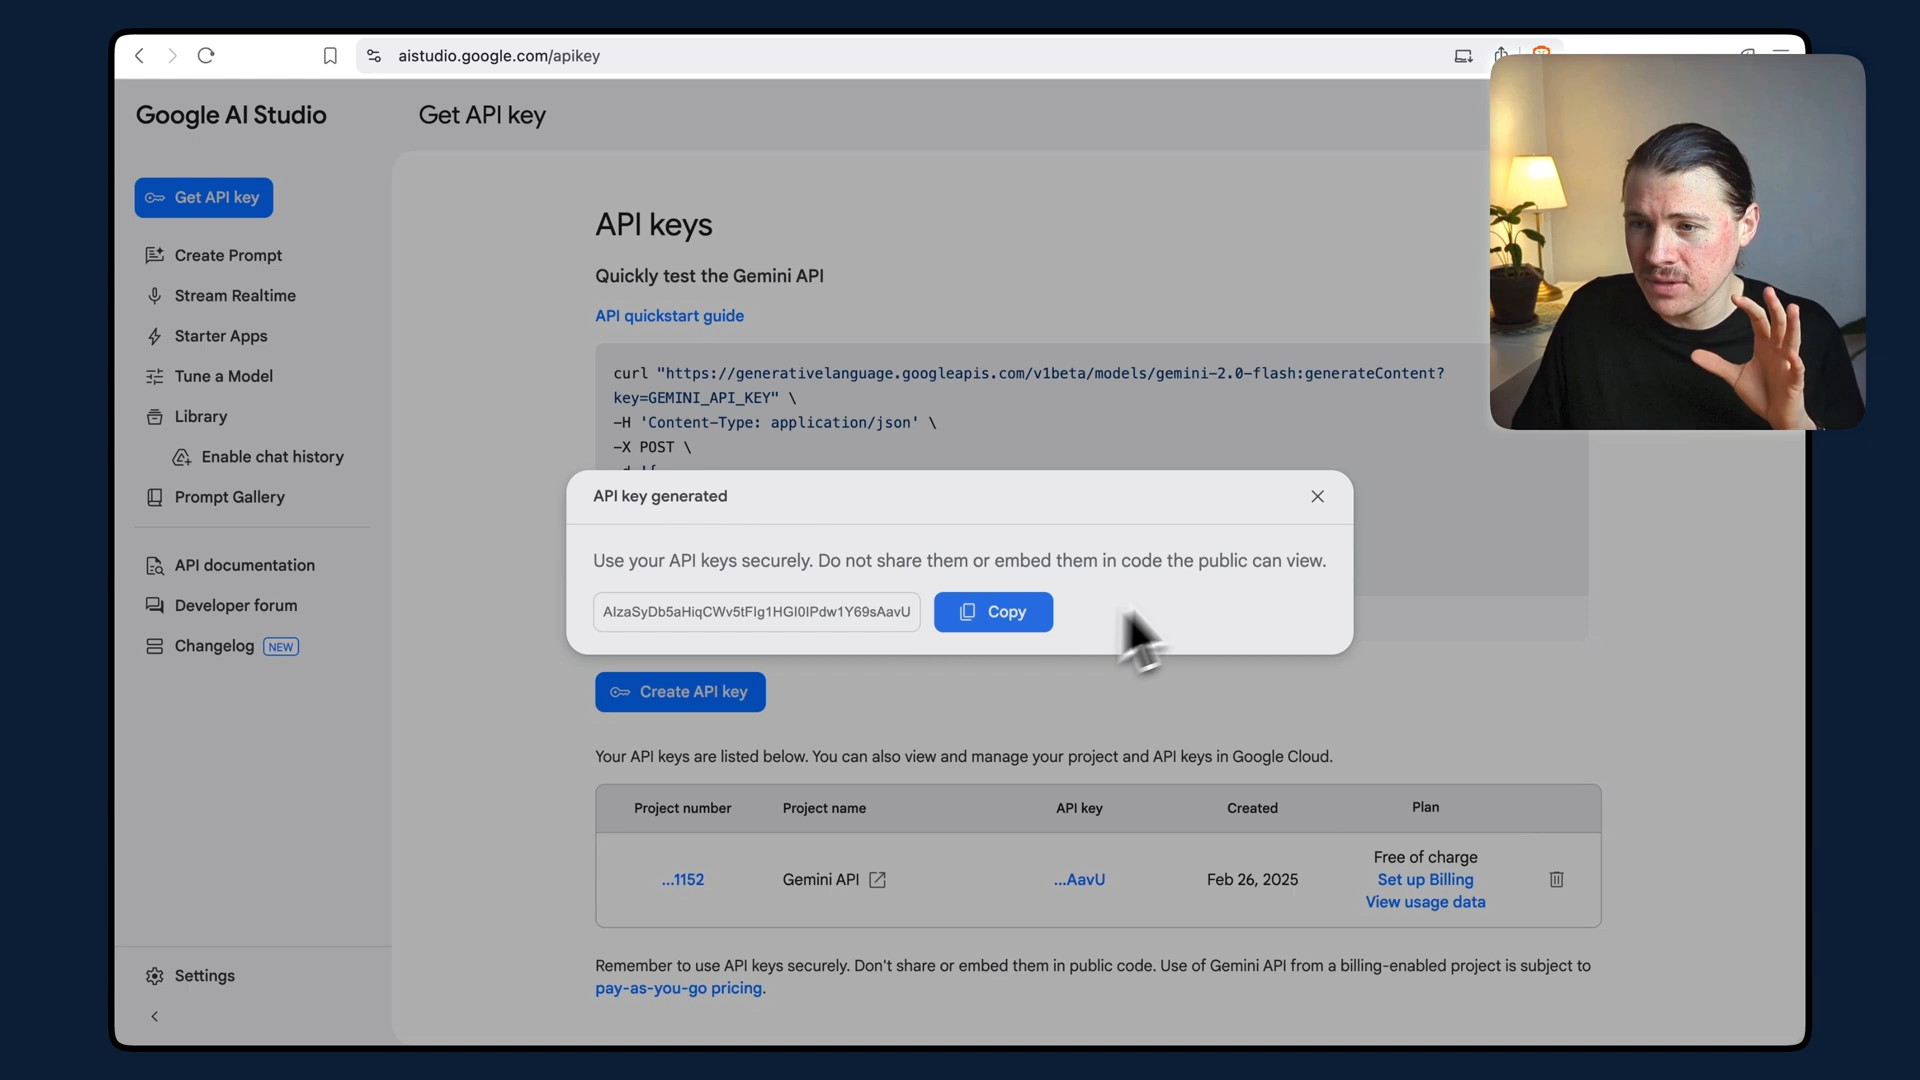 aistudio.google.com/apikey
Google AI Studio
Get API key
Get API key
Create Prompt
Stream Realtime
Starter Apps
Tune a Model
Library
Enable chat history
Prompt Gallery
API documentation
Developer forum
Changelog NEW
Settings
API keys
Quickly test the Gemini API
API quickstart guide
curl "https://generativelanguage.googleapis.com/v1beta/models/gemini-2.0-flash:generateContent?
key=GEMINI_API_KEY" \
-H 'Content-Type: application/json' \
-X POST \
API key generated
Use your API keys securely. Do not share them or embed them in code the public can view.
Copy
Create API key
Your API keys are listed below. You can also view and manage your project and API keys in Google Cloud.
Project number Project name API key Created Plan
...1152 Gemini API ...AavU Feb 26, 2025 Free of charge
Set up Billing
View usage data
Remember to use API keys securely. Don't share or embed them in public code. Use of Gemini API from a billing-enabled project is subject to
pay-as-you-go pricing.